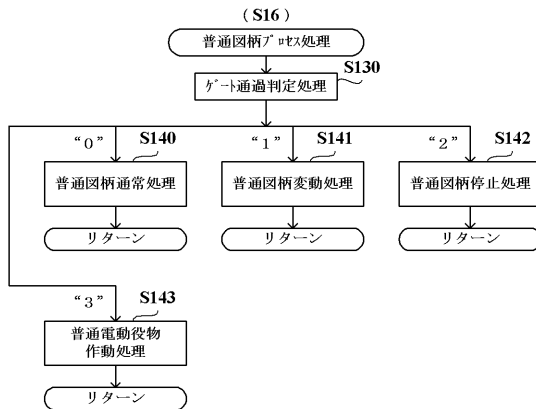 （S16）
普通図柄ﾌﾟﾛｾｽ処理
S130
ｹﾞｰﾄ通過判定処理
“0” S140 “1” S141 “2” S142
普通図柄通常処理 普通図柄変動処理 普通図柄停止処理
リターン リターン リターン
“3” S143
普通電動役物
作動処理
リターン